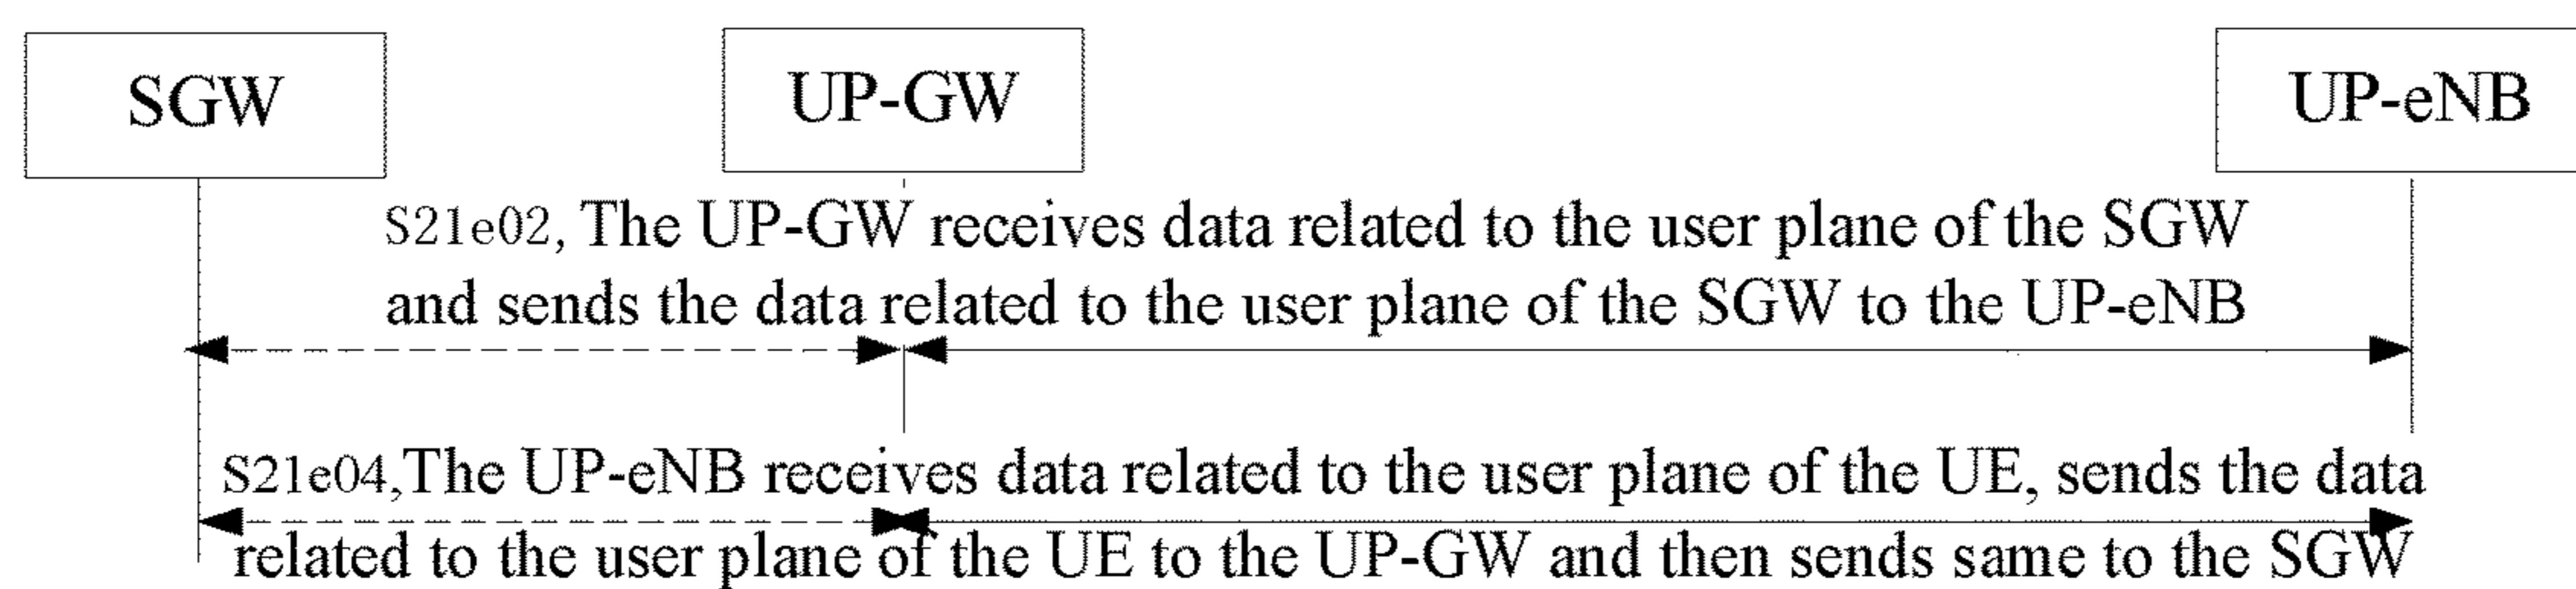 SGW
UP-GW
UP-eNB
S21e02, The UP-GW receives data related to the user plane of the SGW
and sends the data related to the user plane of the SGW to the UP-eNB
S21e04,The UP-eNB receives data related to the user plane of the UE, sends the data
related to the user plane of the UE to the UP-GW and then sends same to the SGW